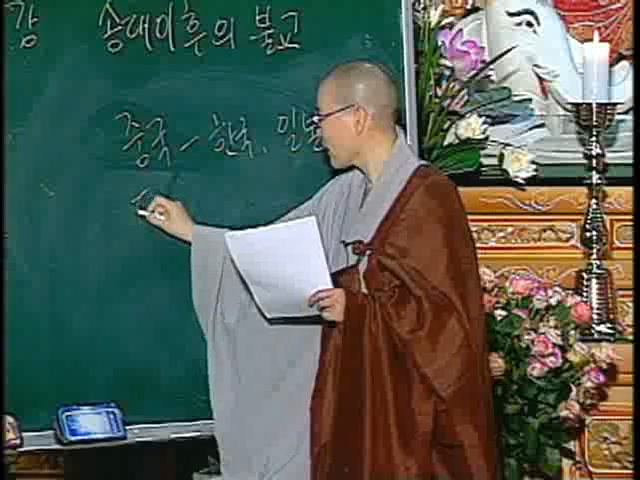 강 송대이후의 불교
중국 - 한국, 일본